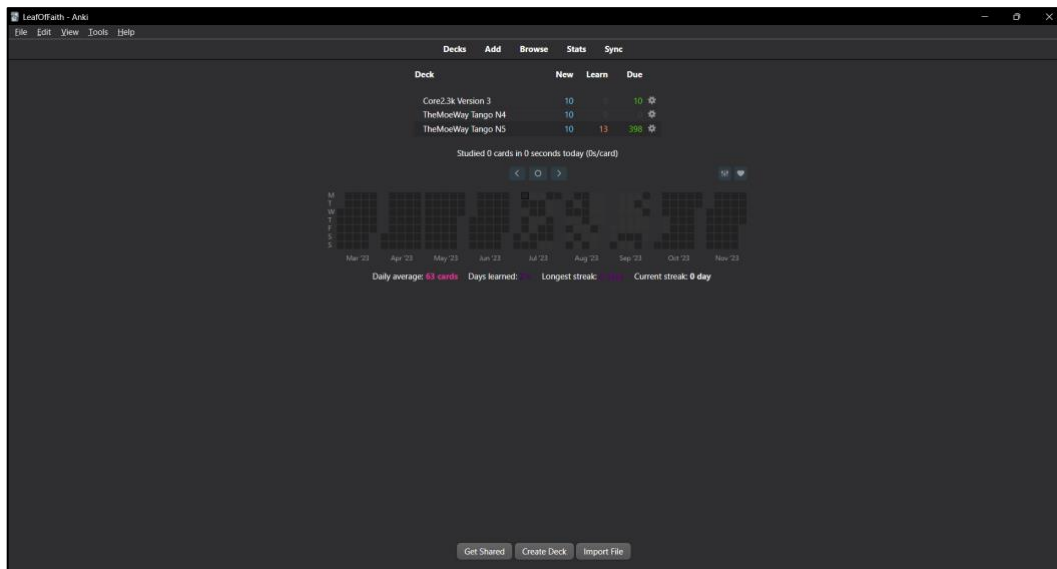 LeafOfFaith - Anki
File Edit View Tools Help
Decks Add Browse Stats Sync
Deck New Learn Due
Core2.3k Version 3 10 0 10
TheMoeWay Tango N4 10 0 0
TheMoeWay Tango N5 10 13 398
Studied 0 cards in 0 seconds today (0s/card)
M
T
W
T
F
S
S
Mar '23 Apr '23 May '23 Jun '23 Jul '23 Aug '23 Sep '23 Oct '23 Nov '23
Daily average: 63 cards Days learned: Longest streak: Current streak: 0 day
Get Shared Create Deck Import File